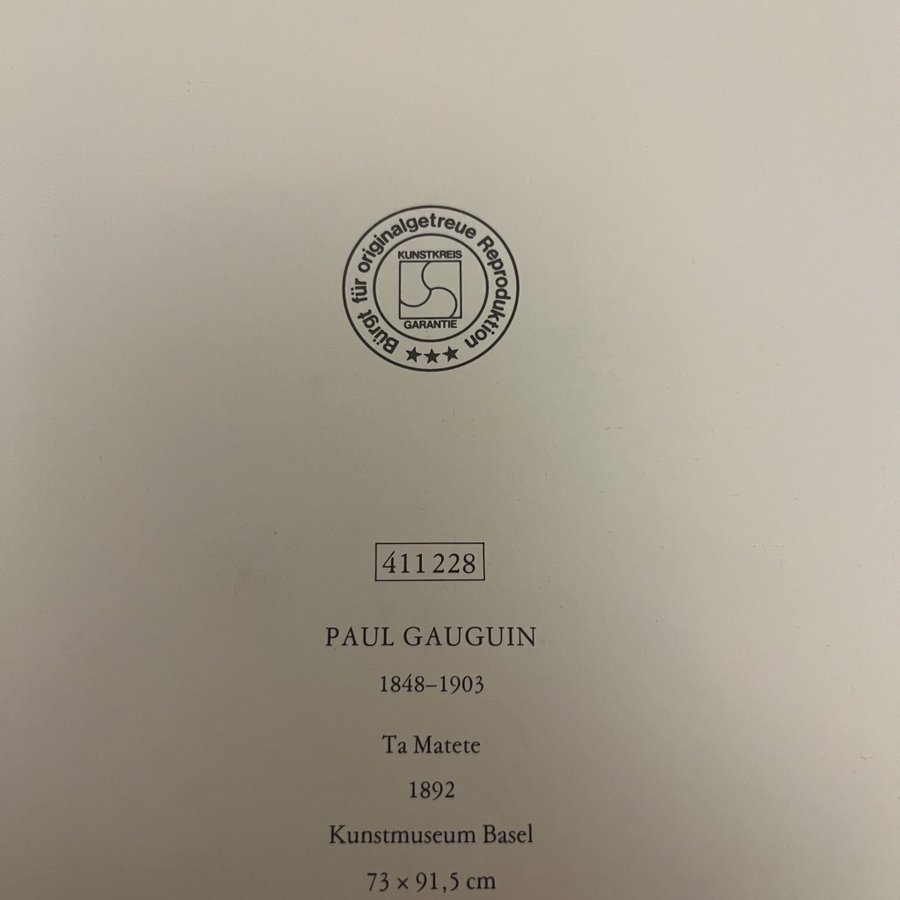 Bürgt für originalgetreue Reproduktion
KUNSTKREIS
GARANTIE
411 228
PAUL GAUGUIN
1848–1903
Ta Matete
1892
Kunstmuseum Basel
73 × 91,5 cm